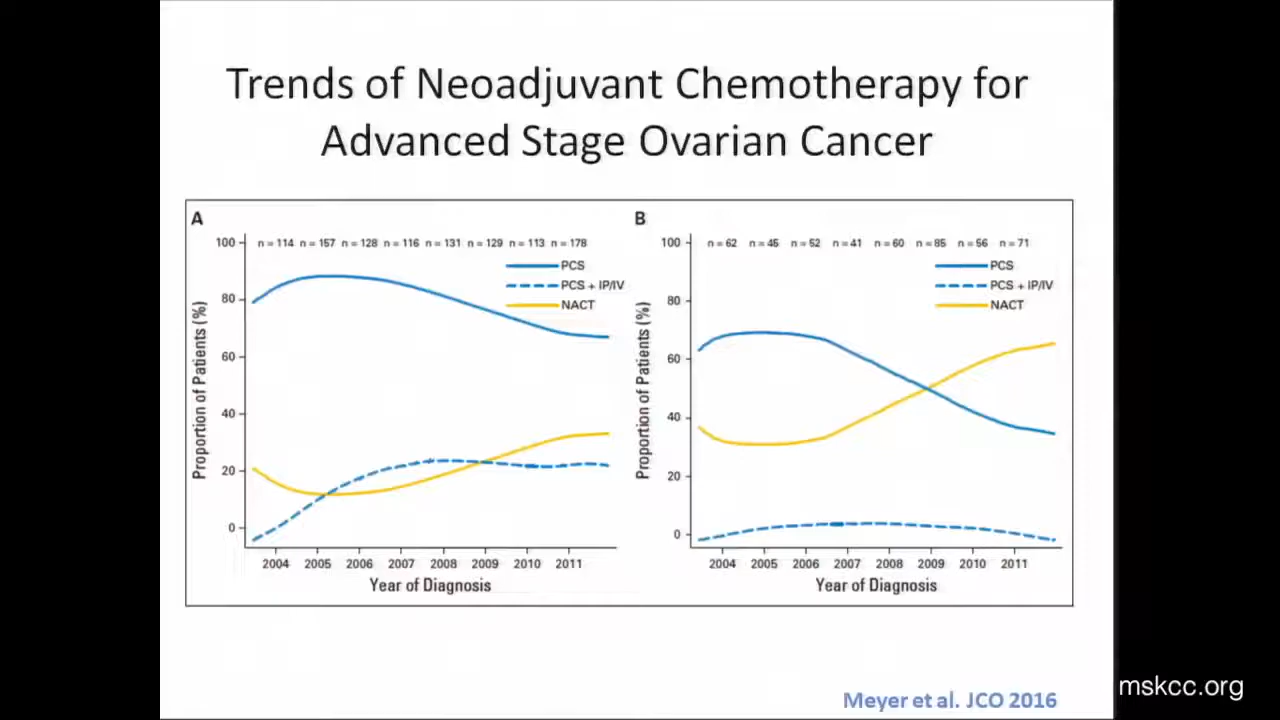 Trends of Neoadjuvant Chemotherapy for
Advanced Stage Ovarian Cancer
A
n = 114 n = 157 n = 128 n = 116 n = 131 n = 129 n = 113 n = 178
PCS
PCS + IP/IV
NACT
100
80
60
40
20
0
Proportion of Patients (%)
2004 2005 2006 2007 2008 2009 2010 2011
Year of Diagnosis
B
n = 62 n = 45 n = 52 n = 41 n = 60 n = 85 n = 56 n = 71
PCS
PCS + IP/IV
NACT
100
80
60
40
20
0
Proportion of Patients (%)
2004 2005 2006 2007 2008 2009 2010 2011
Year of Diagnosis
Meyer et al. JCO 2016
mskcc.org